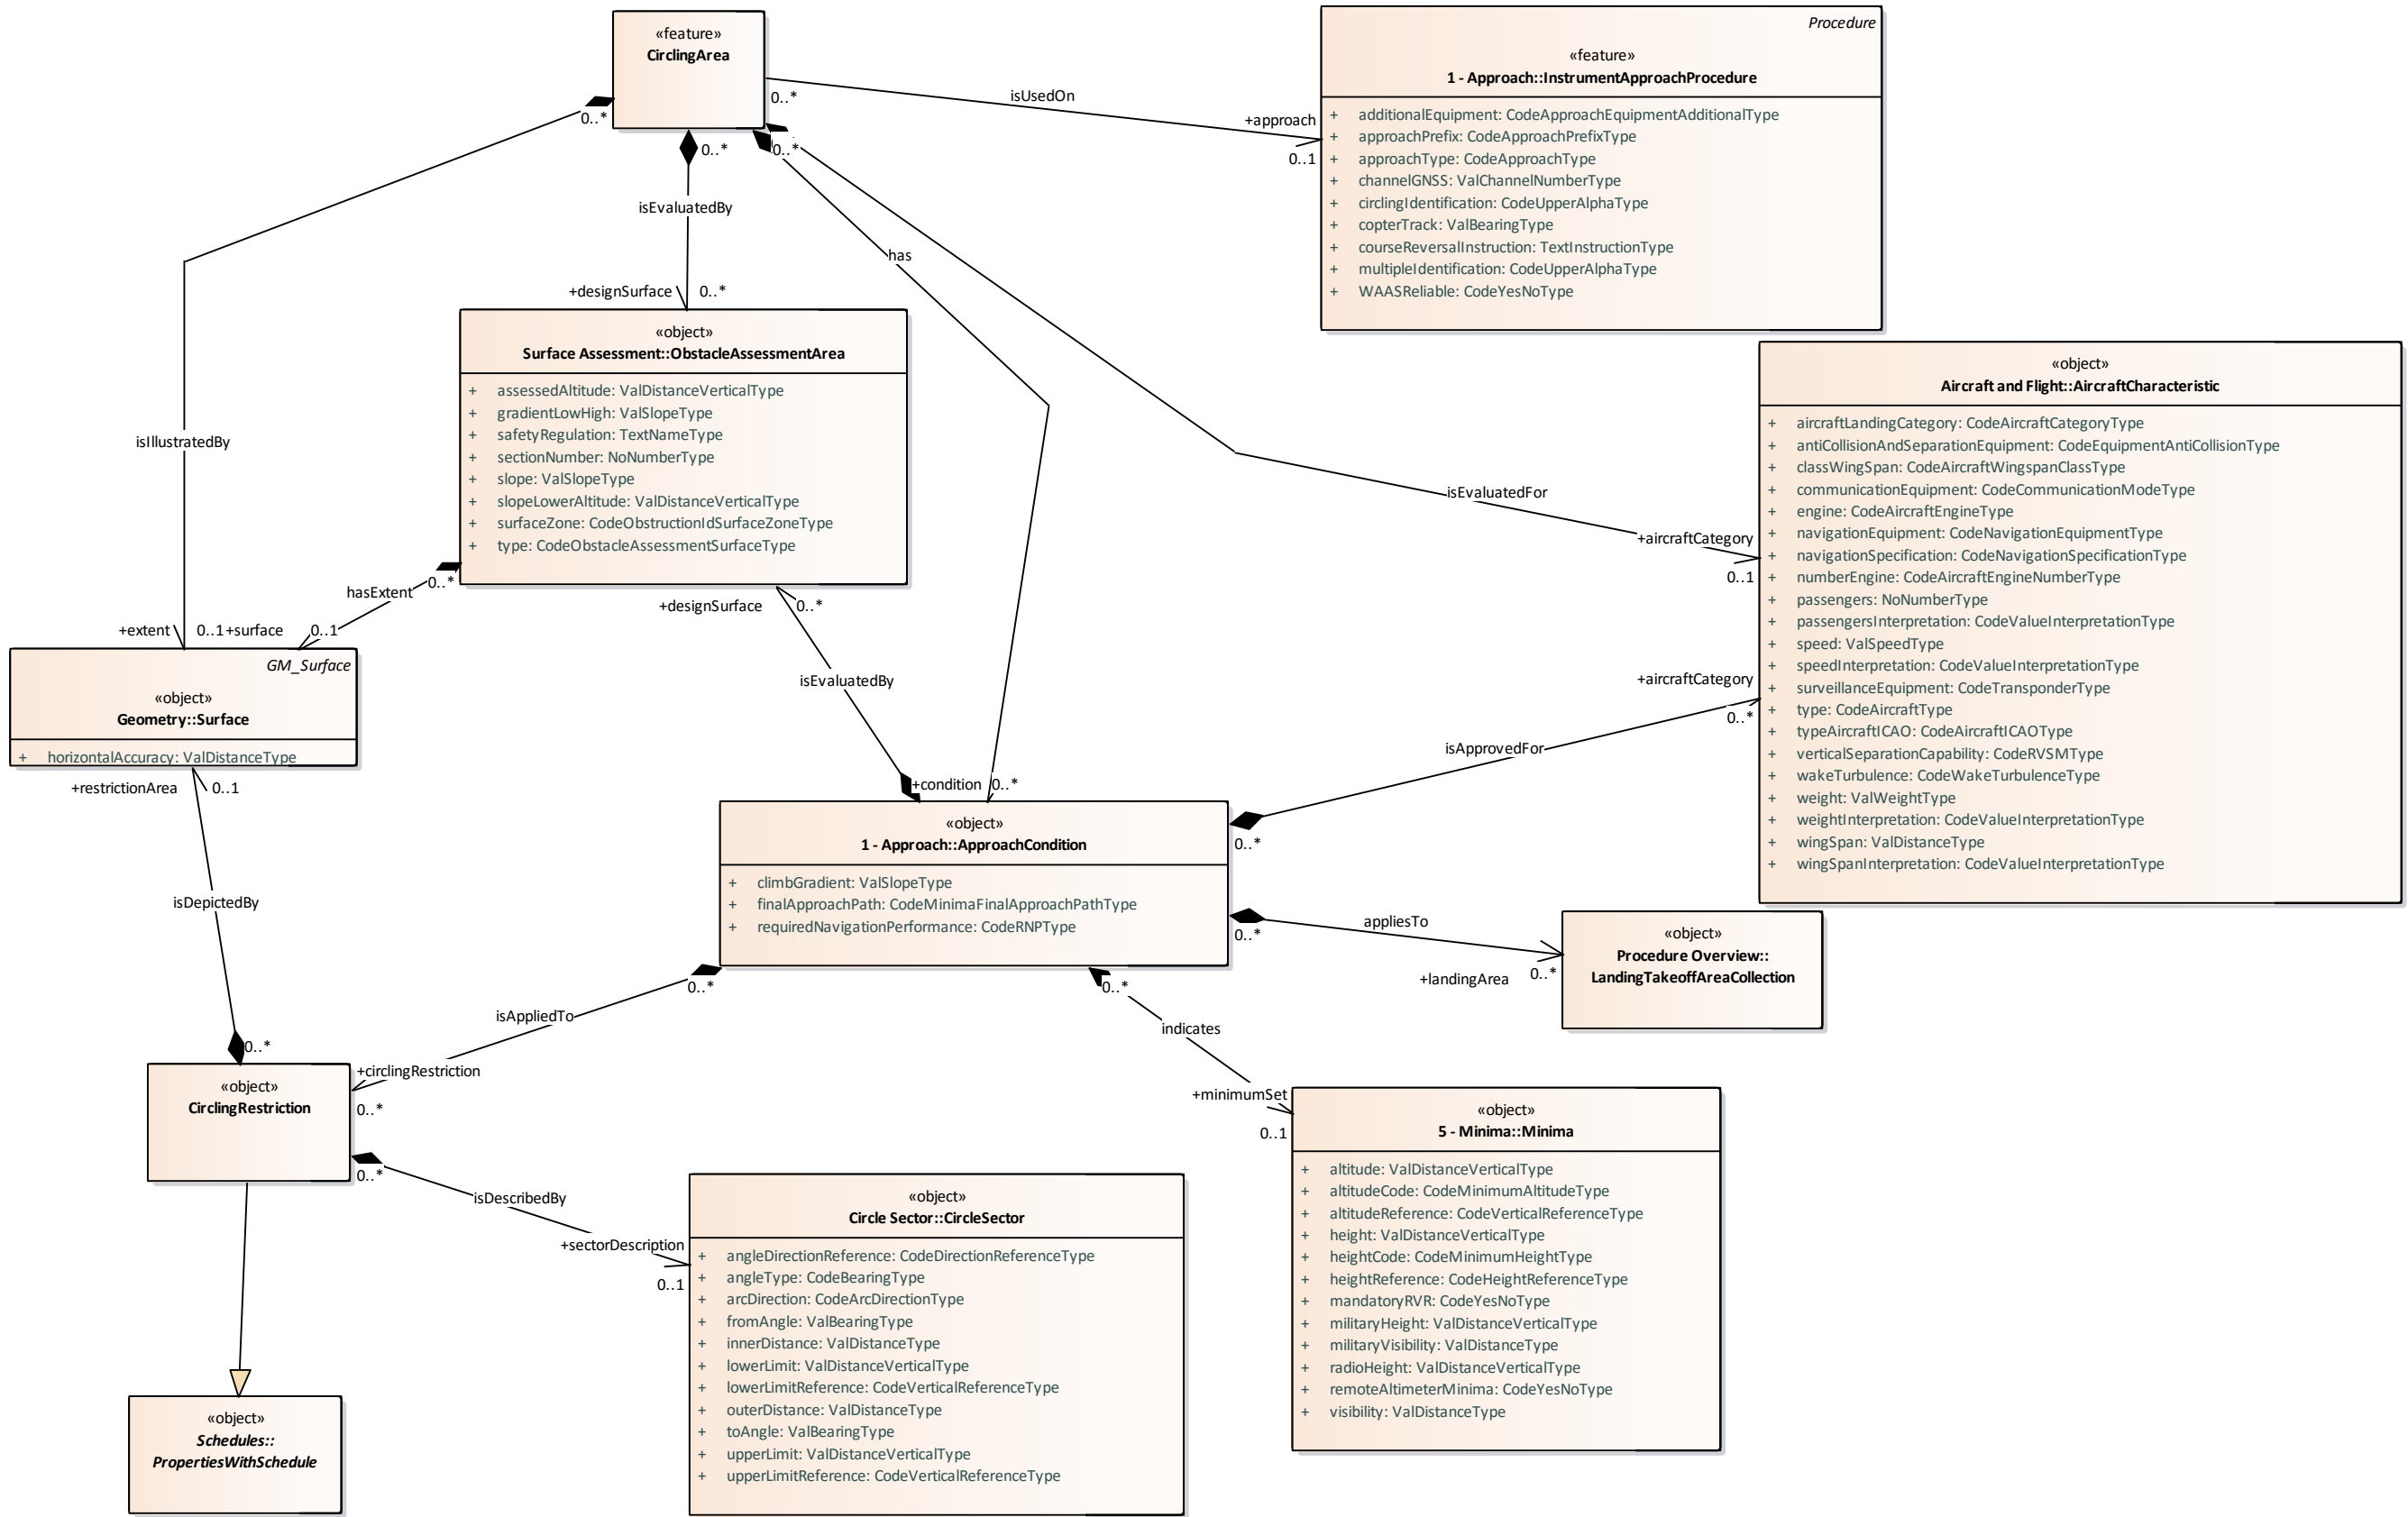 «feature»
CirclingArea
0..*
0..*
0..*
0..*
isUsedOn
+approach
0..1
Procedure
«feature»
1 - Approach::InstrumentApproachProcedure
+ additionalEquipment: CodeApproachEquipmentAdditionalType
+ approachPrefix: CodeApproachPrefixType
+ approachType: CodeApproachType
+ channelGNSS: ValChannelNumberType
+ circlingIdentification: CodeUpperAlphaType
+ copterTrack: ValBearingType
+ courseReversalInstruction: TextInstructionType
+ multipleIdentification: CodeUpperAlphaType
+ WAASReliable: CodeYesNoType
isEvaluatedBy
has
+designSurface
0..*
«object»
Surface Assessment::ObstacleAssessmentArea
+ assessedAltitude: ValDistanceVerticalType
+ gradientLowHigh: ValSlopeType
+ safetyRegulation: TextNameType
+ sectionNumber: NoNumberType
+ slope: ValSlopeType
+ slopeLowerAltitude: ValDistanceVerticalType
+ surfaceZone: CodeObstructionIdSurfaceZoneType
+ type: CodeObstacleAssessmentSurfaceType
isIllustratedBy
isEvaluatedFor
+aircraftCategory
0..1
«object»
Aircraft and Flight::AircraftCharacteristic
+ aircraftLandingCategory: CodeAircraftCategoryType
+ antiCollisionAndSeparationEquipment: CodeEquipmentAntiCollisionType
+ classWingSpan: CodeAircraftWingspanClassType
+ communicationEquipment: CodeCommunicationModeType
+ engine: CodeAircraftEngineType
+ navigationEquipment: CodeNavigationEquipmentType
+ navigationSpecification: CodeNavigationSpecificationType
+ numberEngine: CodeAircraftEngineNumberType
+ passengers: NoNumberType
+ passengersInterpretation: CodeValueInterpretationType
+ speed: ValSpeedType
+ speedInterpretation: CodeValueInterpretationType
+ surveillanceEquipment: CodeTransponderType
+ type: CodeAircraftType
+ typeAircraftICAO: CodeAircraftICAOType
+ verticalSeparationCapability: CodeRVSMType
+ wakeTurbulence: CodeWakeTurbulenceType
+ weight: ValWeightType
+ weightInterpretation: CodeValueInterpretationType
+ wingSpan: ValDistanceType
+ wingSpanInterpretation: CodeValueInterpretationType
0..*
hasExtent
+extent
0..1
+surface
0..1
GM_Surface
«object»
Geometry::Surface
+ horizontalAccuracy: ValDistanceType
+restrictionArea
0..1
+designSurface
0..*
isEvaluatedBy
+aircraftCategory
0..*
isApprovedFor
+condition
0..*
«object»
1 - Approach::ApproachCondition
+ climbGradient: ValSlopeType
+ finalApproachPath: CodeMinimaFinalApproachPathType
+ requiredNavigationPerformance: CodeRNPType
0..*
0..*
appliesTo
+landingArea
0..*
«object»
Procedure Overview::
LandingTakeoffAreaCollection
isDepictedBy
0..*
0..*
isAppliedTo
0..*
indicates
+circlingRestriction
0..*
«object»
CirclingRestriction
0..*
isDescribedBy
+sectorDescription
0..1
+minimumSet
0..1
«object»
5 - Minima::Minima
+ altitude: ValDistanceVerticalType
+ altitudeCode: CodeMinimumAltitudeType
+ altitudeReference: CodeVerticalReferenceType
+ height: ValDistanceVerticalType
+ heightCode: CodeMinimumHeightType
+ heightReference: CodeHeightReferenceType
+ mandatoryRVR: CodeYesNoType
+ militaryHeight: ValDistanceVerticalType
+ militaryVisibility: ValDistanceType
+ radioHeight: ValDistanceVerticalType
+ remoteAltimeterMinima: CodeYesNoType
+ visibility: ValDistanceType
«object»
Circle Sector::CircleSector
+ angleDirectionReference: CodeDirectionReferenceType
+ angleType: CodeBearingType
+ arcDirection: CodeArcDirectionType
+ fromAngle: ValBearingType
+ innerDistance: ValDistanceType
+ lowerLimit: ValDistanceVerticalType
+ lowerLimitReference: CodeVerticalReferenceType
+ outerDistance: ValDistanceType
+ toAngle: ValBearingType
+ upperLimit: ValDistanceVerticalType
+ upperLimitReference: CodeVerticalReferenceType
«object»
Schedules::
PropertiesWithSchedule